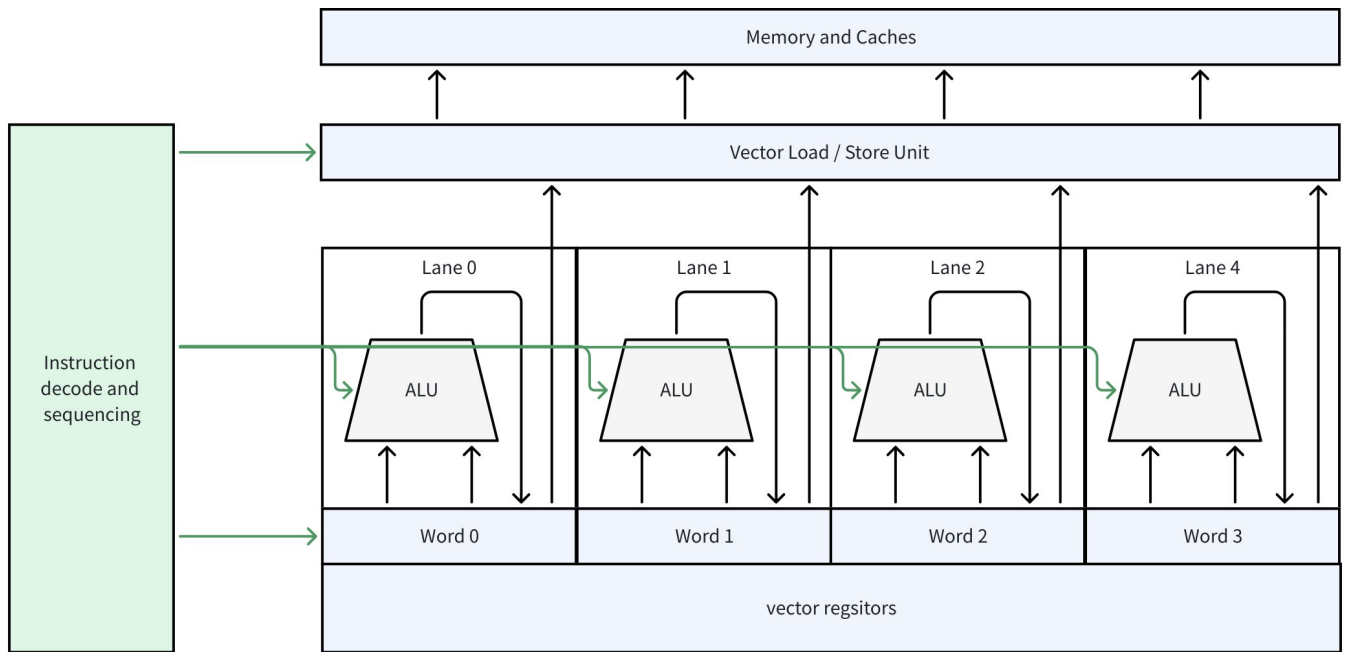 Memory and Caches
Vector Load / Store Unit
Lane 0
Lane 1
Lane 2
Lane 4
Instruction
decode and
sequencing
ALU
ALU
ALU
ALU
Word 0
Word 1
Word 2
Word 3
vector regsitors